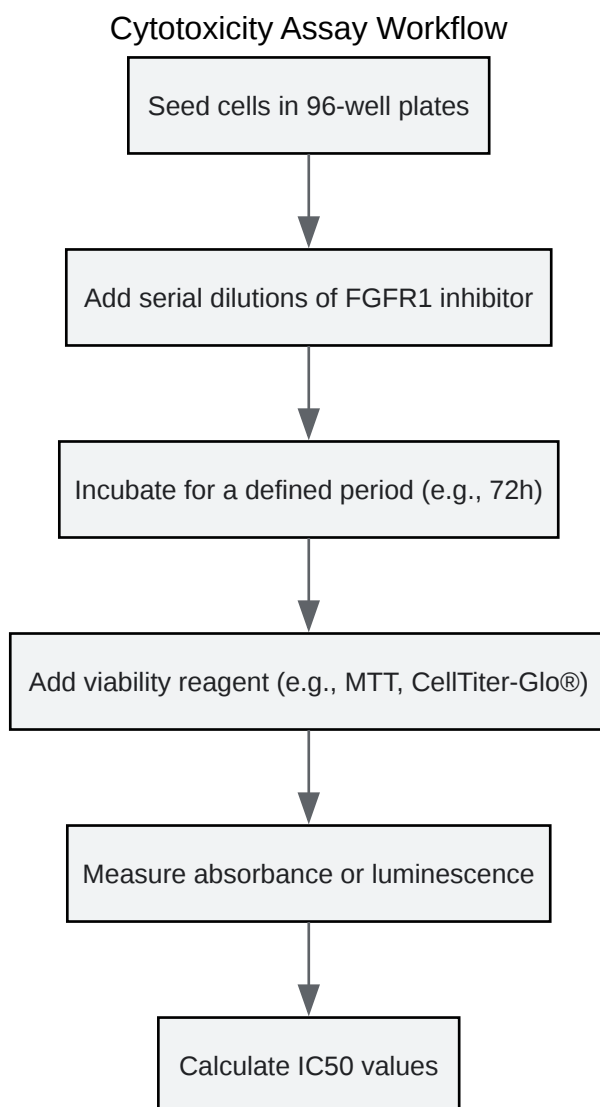 Cytotoxicity Assay Workflow
Seed cells in 96-well plates
Add serial dilutions of FGFR1 inhibitor
Incubate for a defined period (e.g., 72h)
Add viability reagent (e.g., MTT, CellTiter-Glo®)
Measure absorbance or luminescence
Calculate IC50 values